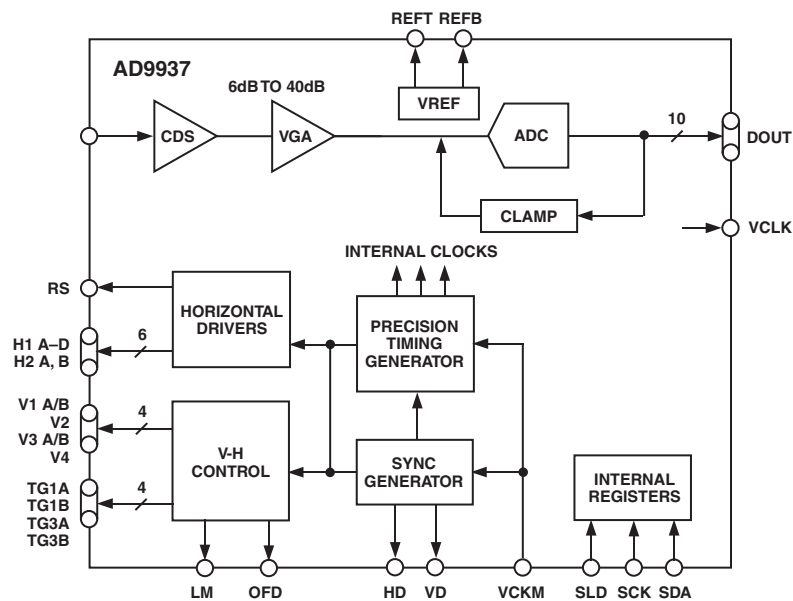 REFT REFB
AD9937
6dB TO 40dB
VREF
CDS
VGA
ADC
10
DOUT
CLAMP
VCLK
INTERNAL CLOCKS
RS
HORIZONTAL
DRIVERS
PRECISION
TIMING
GENERATOR
H1 A–D
H2 A, B
6
V1 A/B
V2
V3 A/B
V4
4
V-H
CONTROL
SYNC
GENERATOR
INTERNAL
REGISTERS
TG1A
TG1B
TG3A
TG3B
4
LM
OFD
HD
VD
VCKM
SLD
SCK
SDA